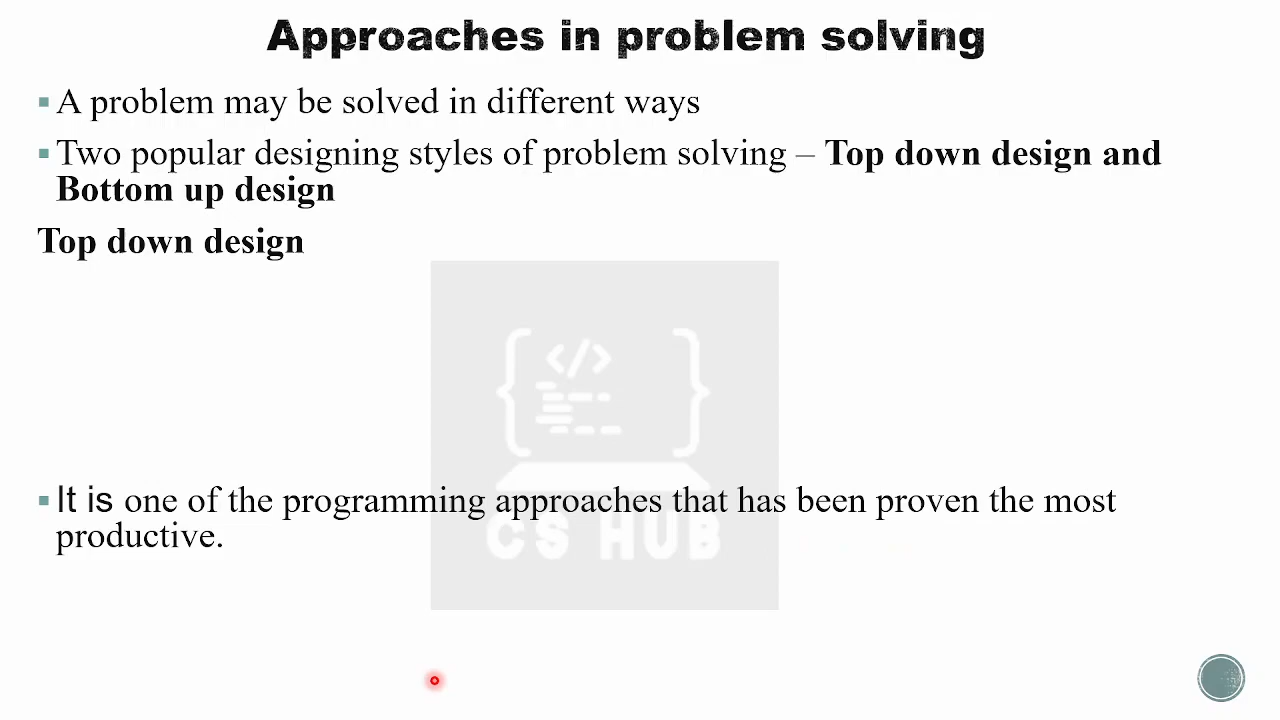 Approaches in problem solving
▪ A problem may be solved in different ways
▪ Two popular designing styles of problem solving – Top down design and
Bottom up design
Top down design
</>
▪ It is one of the programming approaches that has been proven the most
productive.
CS HUB